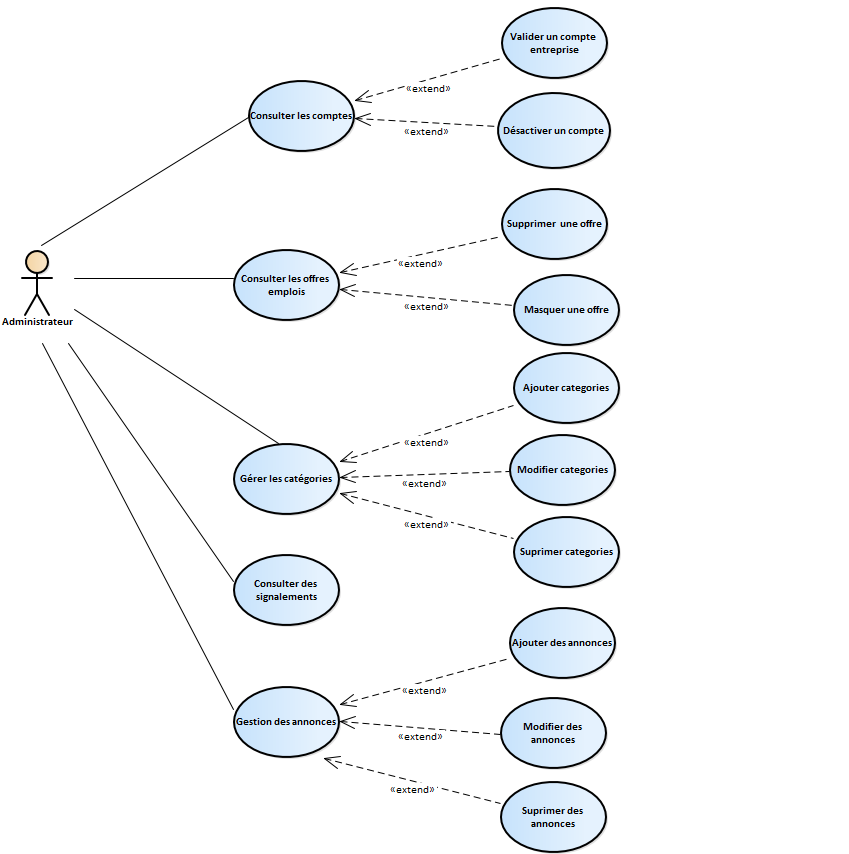 Valider un compte
entreprise
«extend»
Consulter les comptes
Désactiver un compte
«extend»
Supprimer une offre
«extend»
Consulter les offres
emplois
Masquer une offre
«extend»
Administrateur
Ajouter categories
«extend»
Gérer les catégories
Modifier categories
«extend»
«extend»
Suprimer categories
Consulter des
signalements
Ajouter des annonces
«extend»
Gestion des annonces
Modifier des
annonces
«extend»
«extend»
Suprimer des
annonces